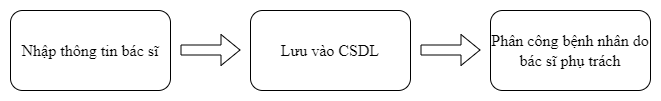 Nhập thông tin bác sĩ
Lưu vào CSDL
Phân công bệnh nhân do
bác sĩ phụ trách